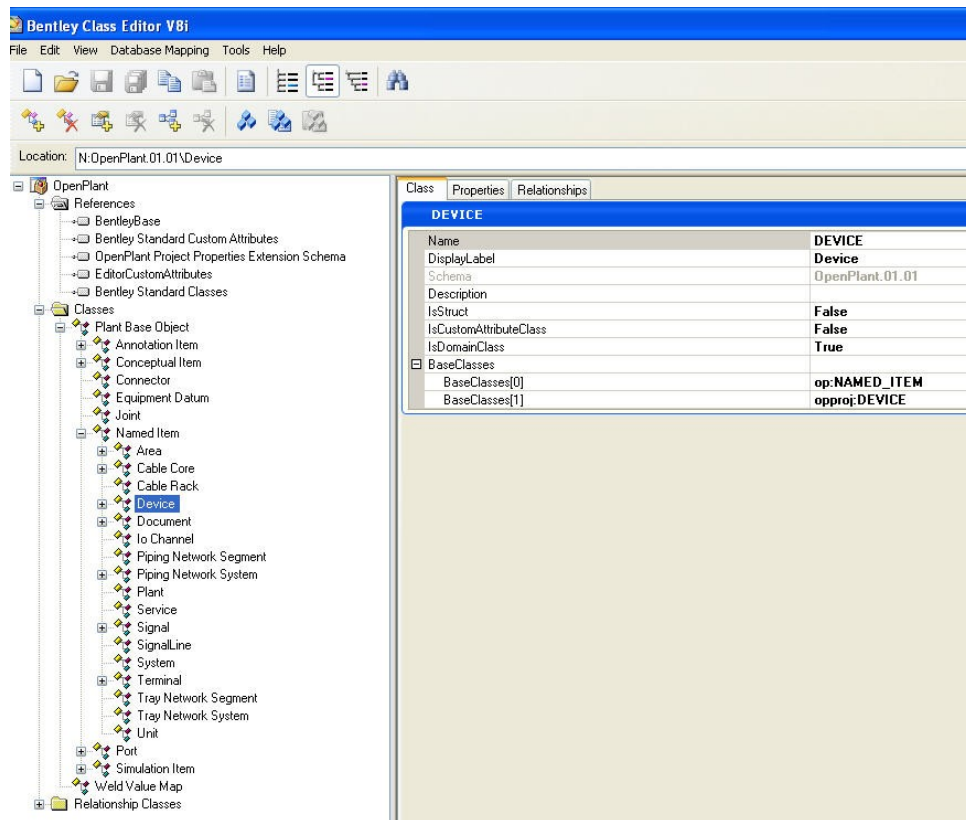 Bentley Class Editor V8i
File Edit View Database Mapping Tools Help
Location: N:OpenPlant.01.01\Device
OpenPlant
References
BentleyBase
Bentley Standard Custom Attributes
OpenPlant Project Properties Extension Schema
EditorCustomAttributes
Bentley Standard Classes
Classes
Plant Base Object
Annotation Item
Conceptual Item
Connector
Equipment Datum
Joint
Named Item
Area
Cable Core
Cable Rack
Device
Document
Io Channel
Piping Network Segment
Piping Network System
Plant
Service
Signal
SignalLine
System
Terminal
Tray Network Segment
Tray Network System
Unit
Port
Simulation Item
Weld Value Map
Relationship Classes
Class Properties Relationships
DEVICE
Name DEVICE
DisplayLabel Device
Schema OpenPlant.01.01
Description
IsStruct False
IsCustomAttributeClass False
IsDomainClass True
BaseClasses
BaseClasses[0] op:NAMED_ITEM
BaseClasses[1] opproj:DEVICE